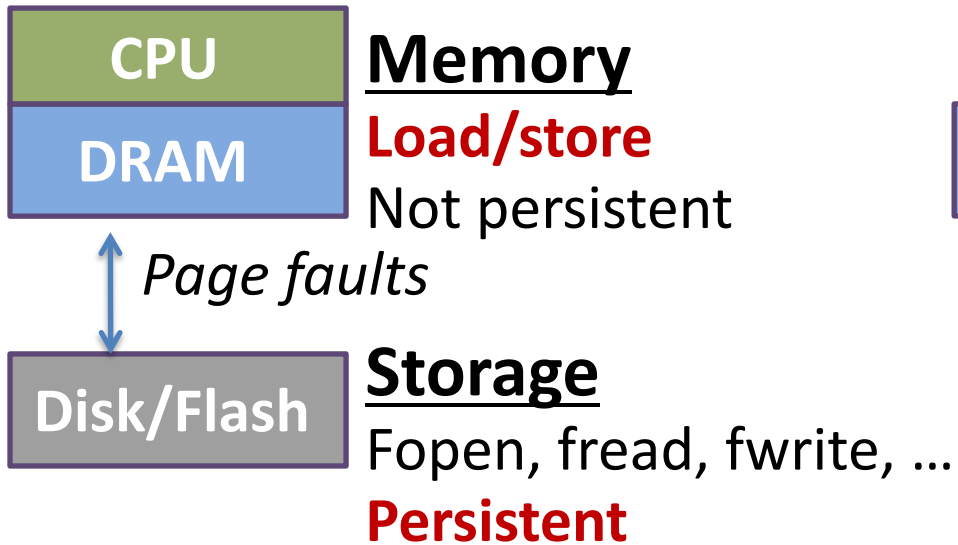 CPU
DRAM
Memory
Load/store
Not persistent
Page faults
Disk/Flash
Storage
Fopen, fread, fwrite, …
Persistent